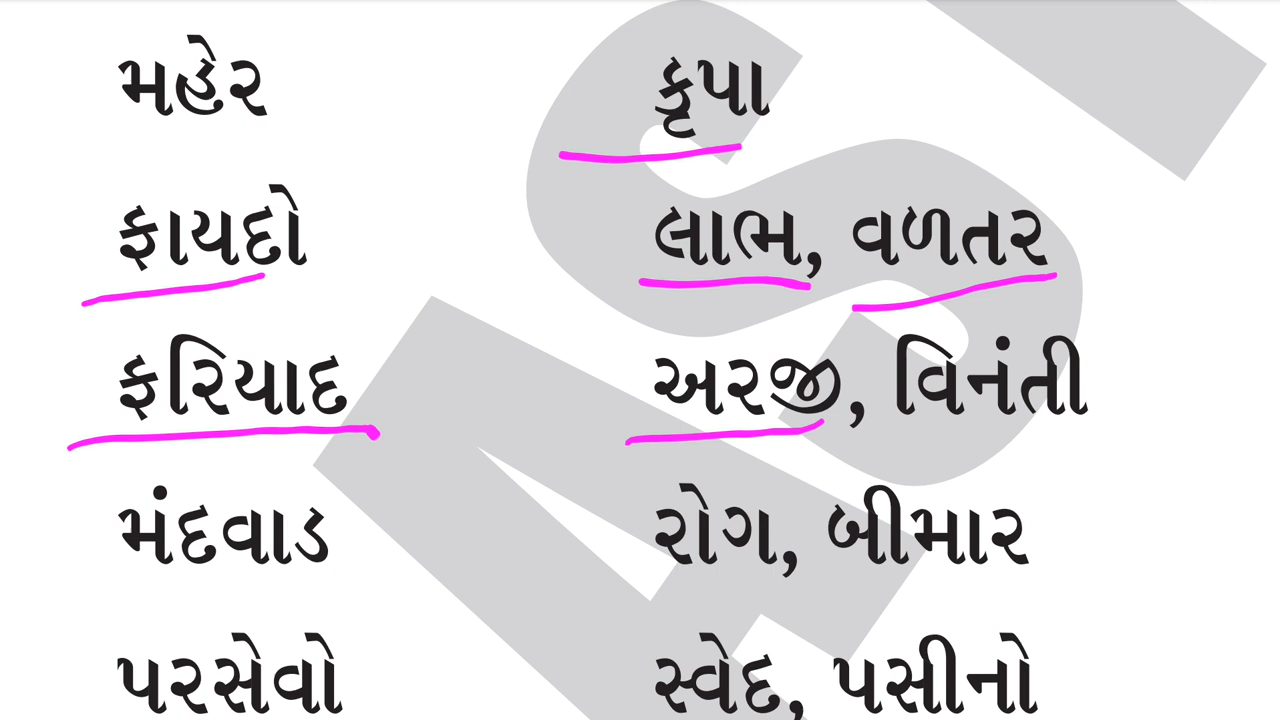 મહેર કૃપા
ફાયદો લાભ, વળતર
ફરિયાદ અરજી, વિનંતી
મંદવાડ રોગ, બીમાર
પરસેવો સ્વેદ, પસીનો